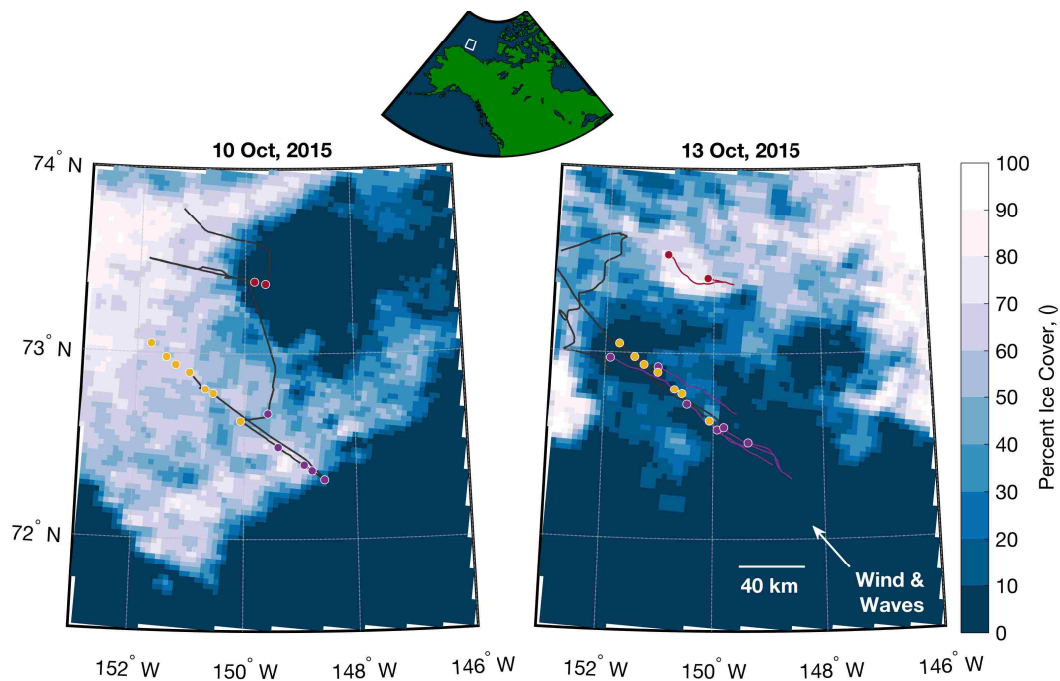 10 Oct, 2015
13 Oct, 2015
74° N
73° N
72° N
152° W
150° W
148° W
146° W
152° W
150° W
148° W
146° W
40 km
Wind &
Waves
100
90
80
70
60
50
40
30
20
10
0
Percent Ice Cover, ()